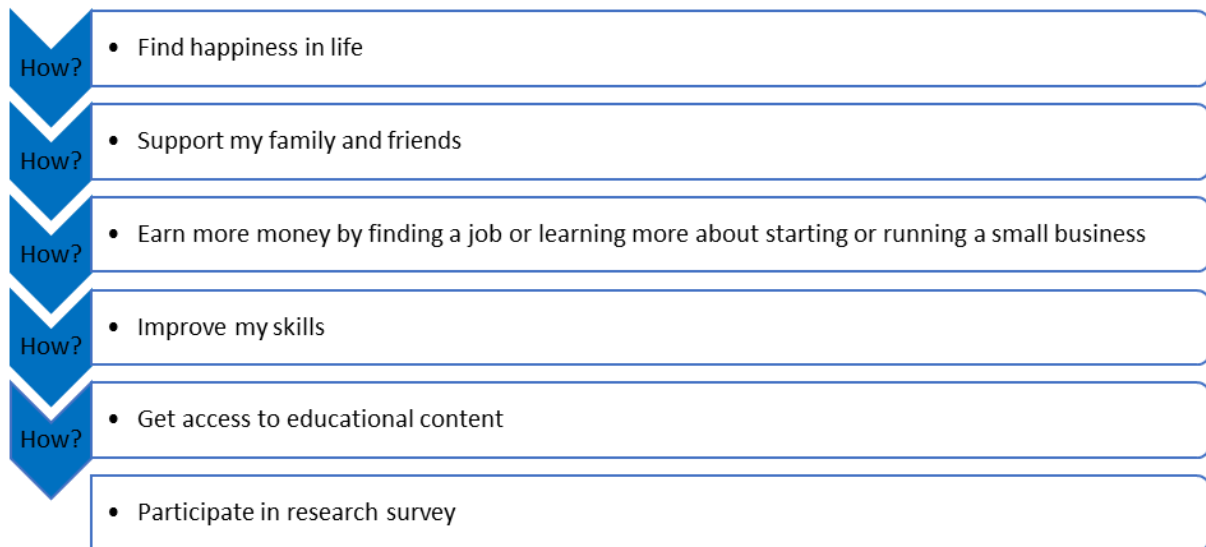 • Find happiness in life
How?
• Support my family and friends
How?
• Earn more money by finding a job or learning more about starting or running a small business
How?
• Improve my skills
How?
• Get access to educational content
How?
• Participate in research survey